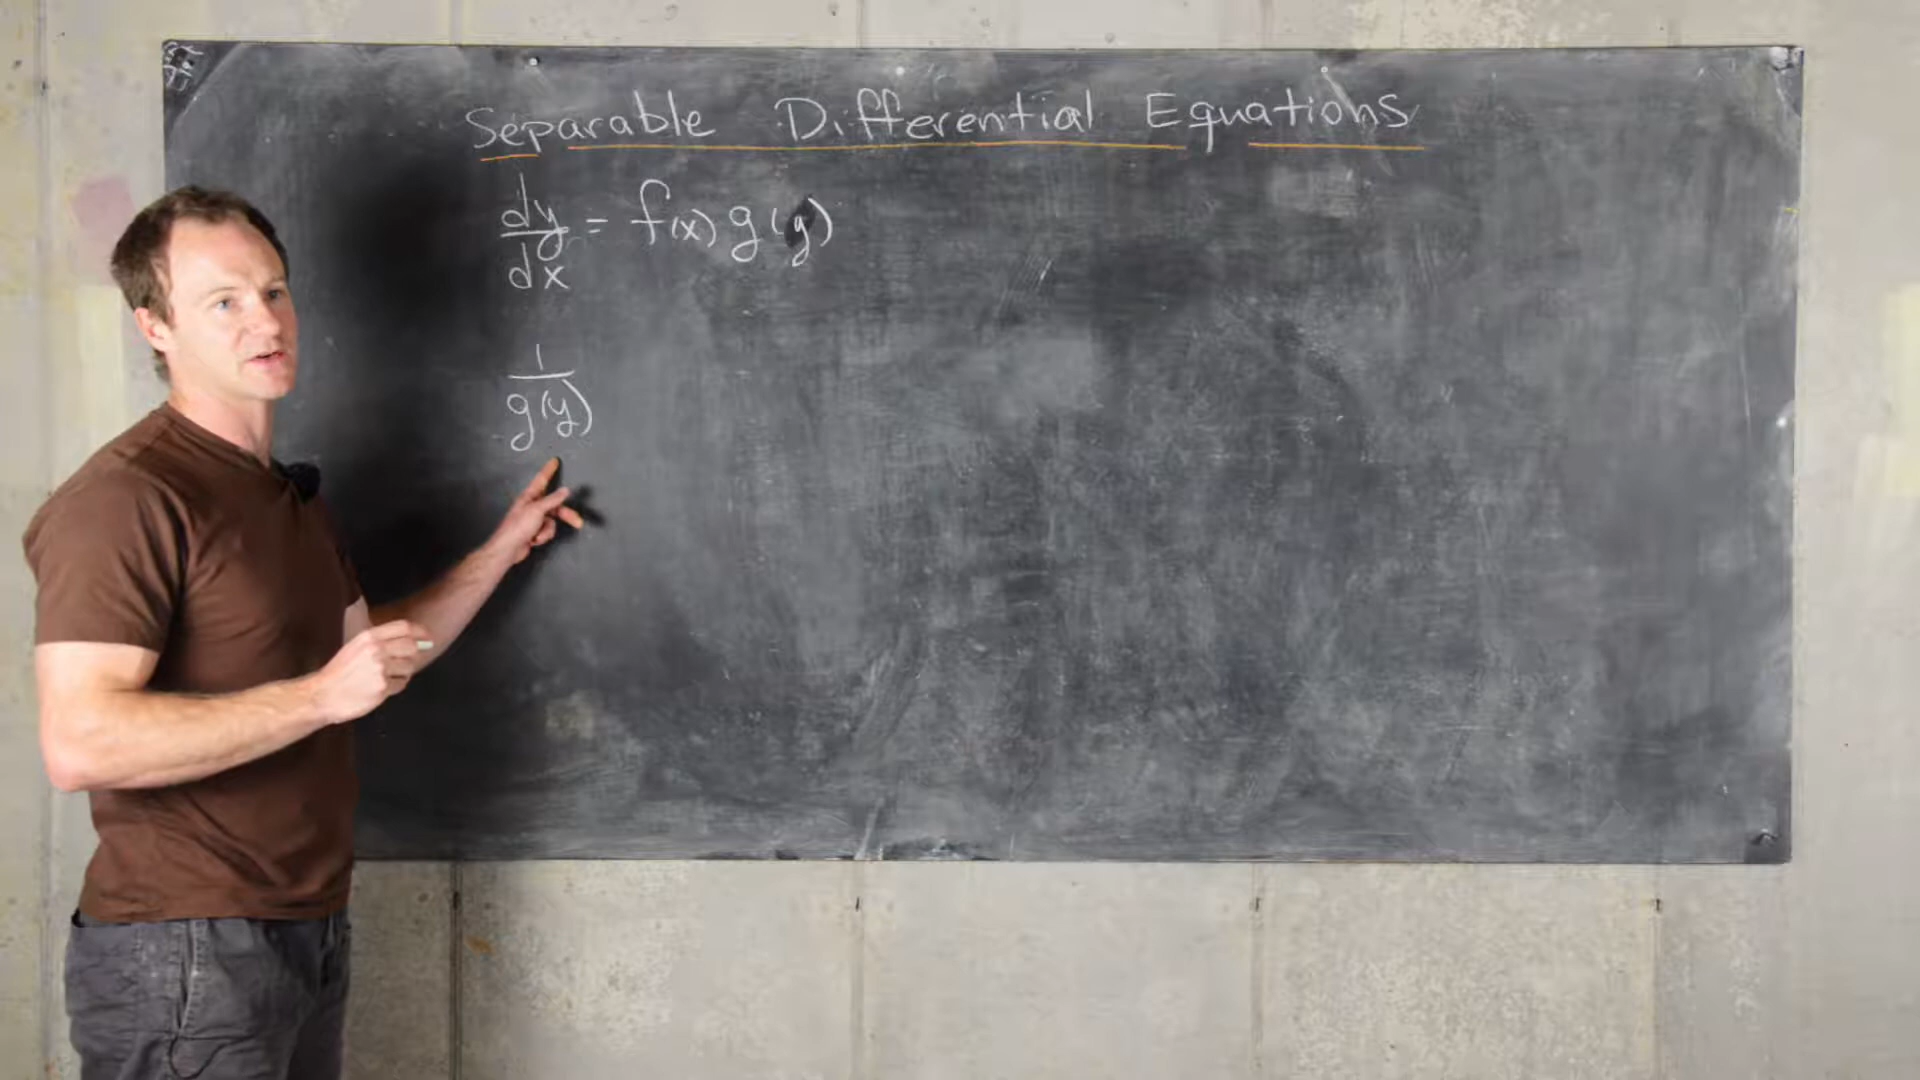 Separable Differential Equations
dy/dx = f(x) g(y)
1/g(y)